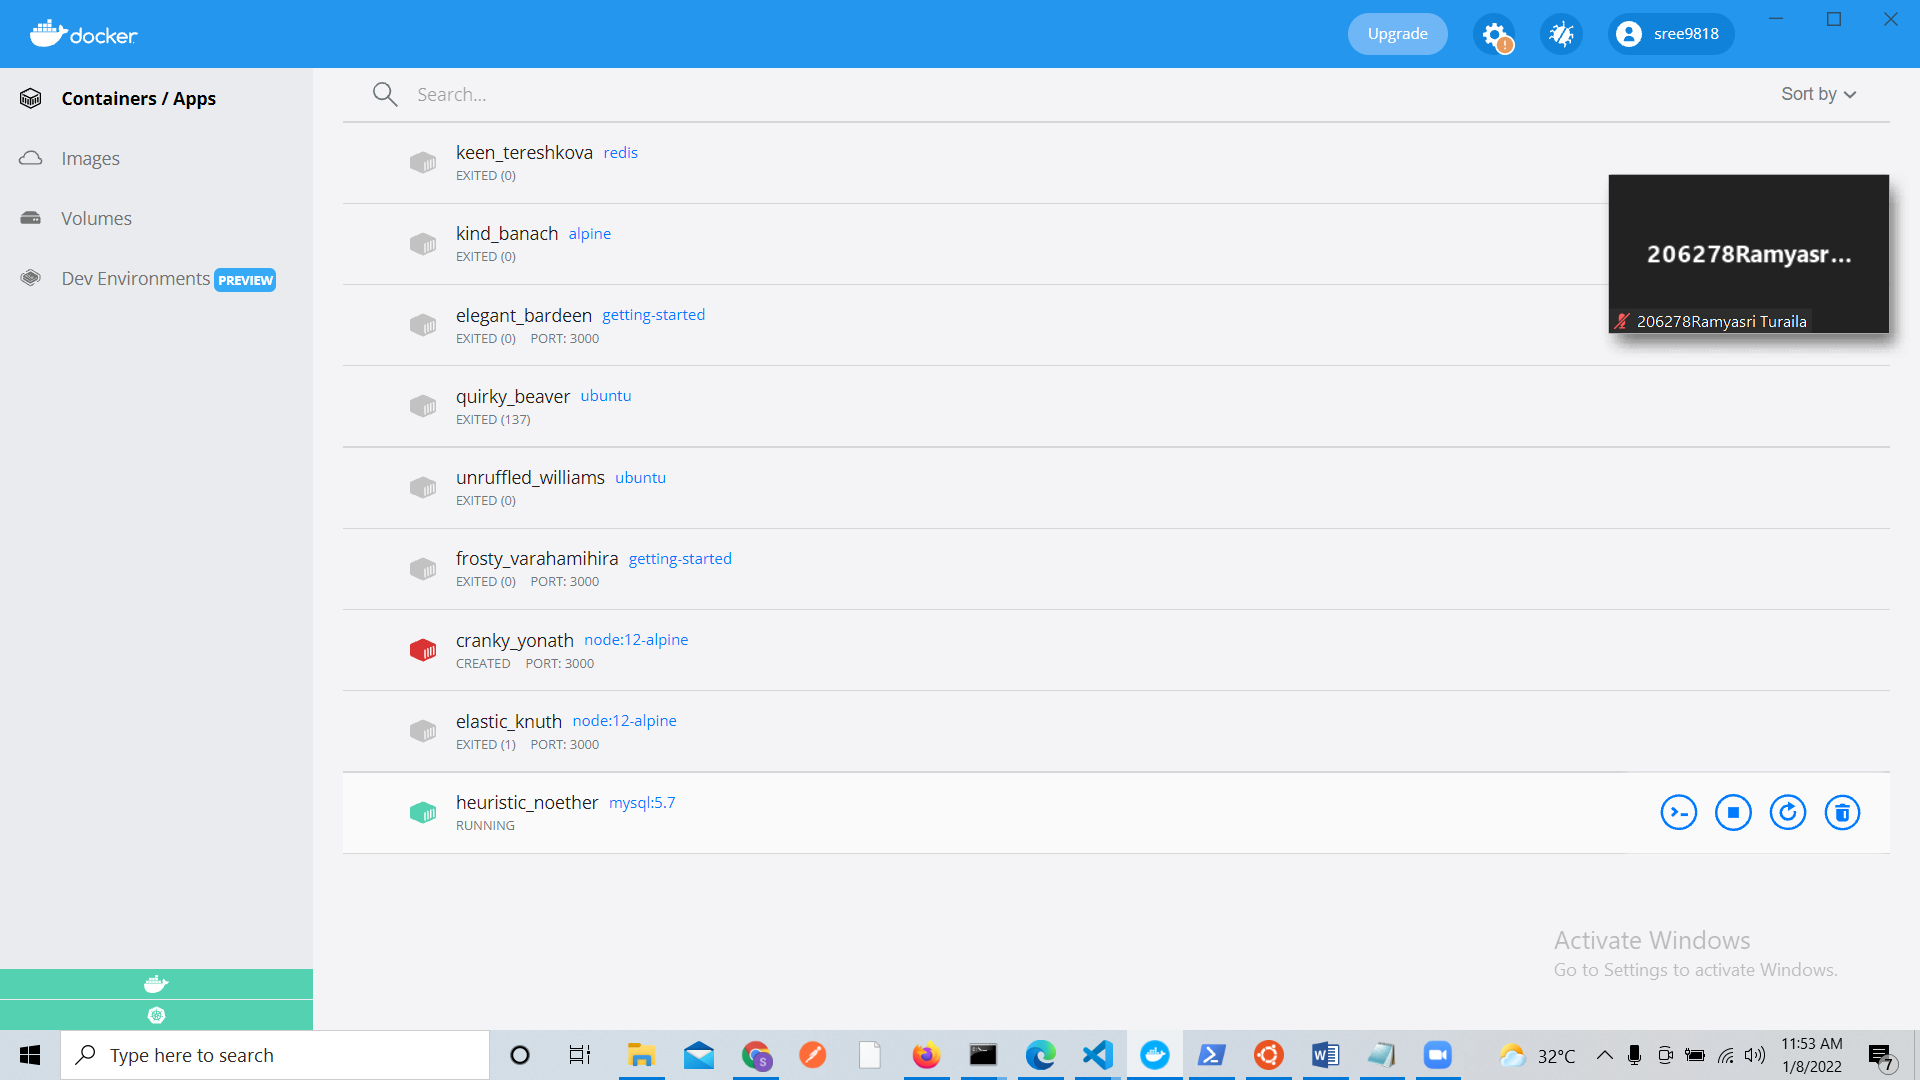 docker
Upgrade
sree9818
Containers / Apps
Images
Volumes
Dev Environments PREVIEW
Search...
Sort by
keen_tereshkova redis
EXITED (0)
kind_banach alpine
EXITED (0)
elegant_bardeen getting-started
EXITED (0) PORT: 3000
quirky_beaver ubuntu
EXITED (137)
unruffled_williams ubuntu
EXITED (0)
frosty_varahamihira getting-started
EXITED (0) PORT: 3000
cranky_yonath node:12-alpine
CREATED PORT: 3000
elastic_knuth node:12-alpine
EXITED (1) PORT: 3000
heuristic_noether mysql:5.7
RUNNING
206278Ramyasr...
206278Ramyasri Turaila
Activate Windows
Go to Settings to activate Windows.
Type here to search
S
32°C
11:53 AM
1/8/2022
7